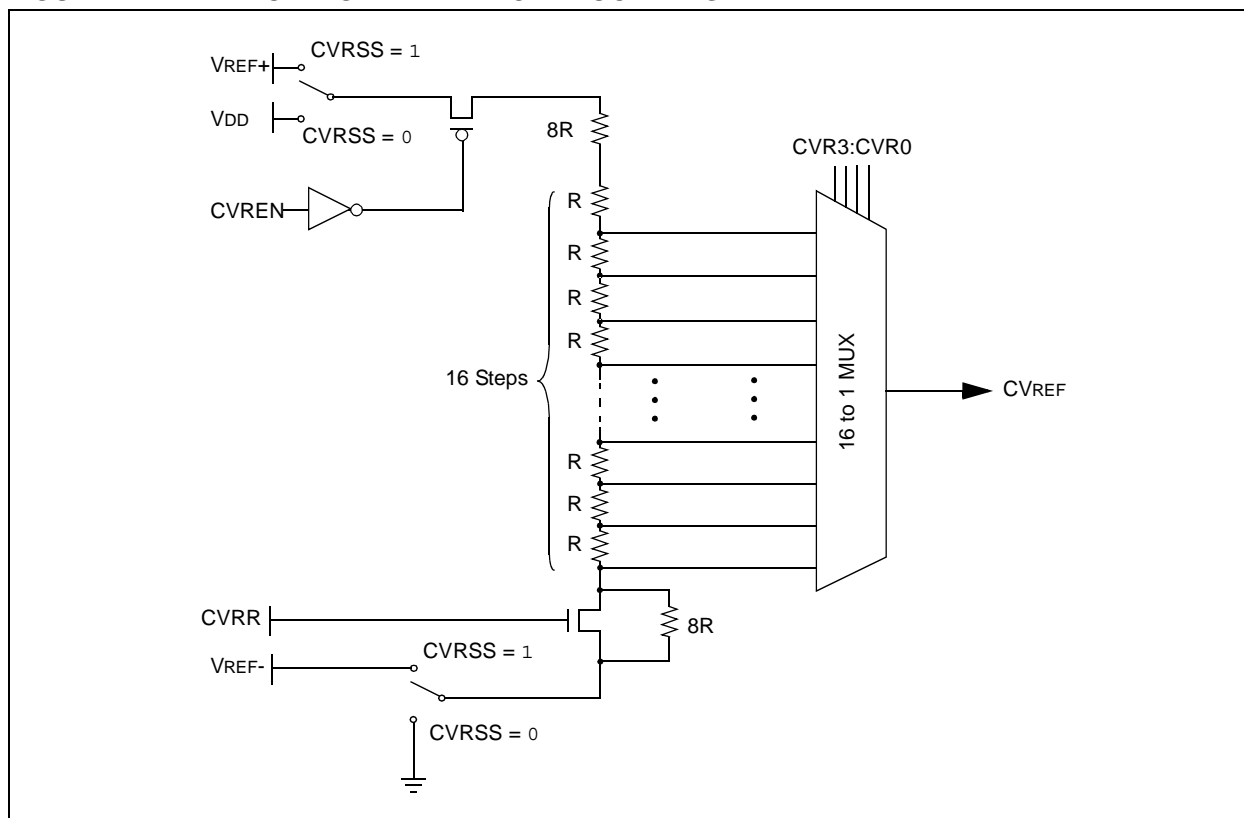 CVRSS = 1
VREF+
VDD
CVRSS = 0
8R
CVREN
CVR3:CVR0
R
R
R
R
16 Steps
16 to 1 MUX
CVREF
R
R
R
CVRR
8R
CVRSS = 1
VREF-
CVRSS = 0